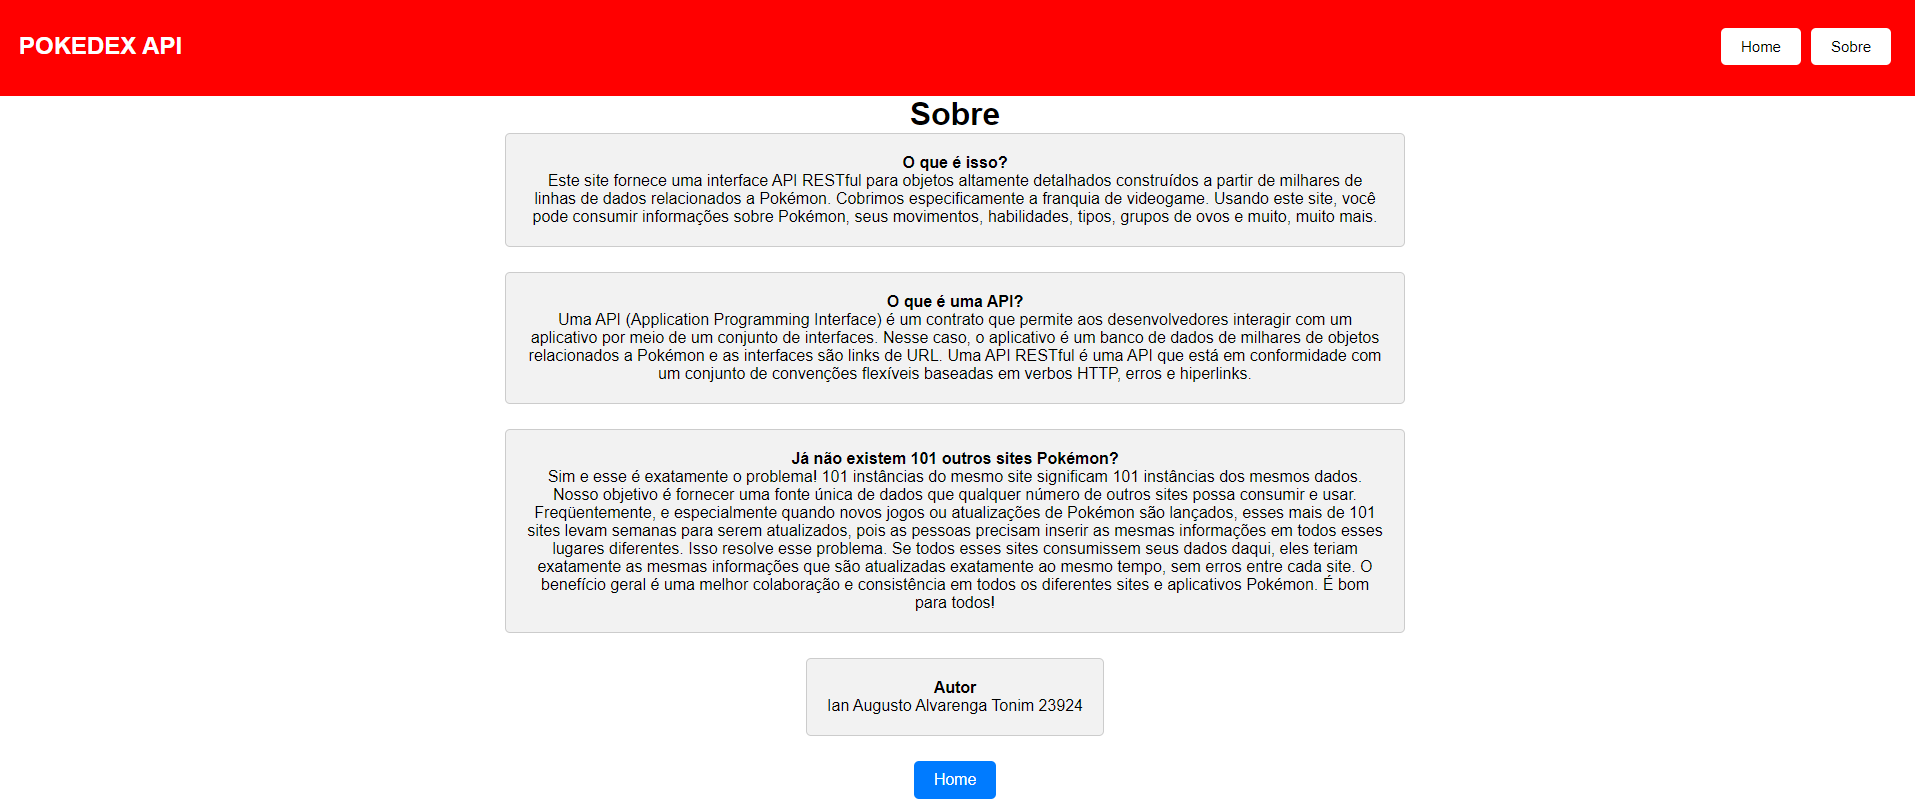 POKEDEX API
Home
Sobre
Sobre
O que é isso?
Este site fornece uma interface API RESTful para objetos altamente detalhados construídos a partir de milhares de
linhas de dados relacionados a Pokémon. Cobrimos especificamente a franquia de videogame. Usando este site, você
pode consumir informações sobre Pokémon, seus movimentos, habilidades, tipos, grupos de ovos e muito, muito mais.
O que é uma API?
Uma API (Application Programming Interface) é um contrato que permite aos desenvolvedores interagir com um
aplicativo por meio de um conjunto de interfaces. Nesse caso, o aplicativo é um banco de dados de milhares de objetos
relacionados a Pokémon e as interfaces são links de URL. Uma API RESTful é uma API que está em conformidade com
um conjunto de convenções flexíveis baseadas em verbos HTTP, erros e hiperlinks.
Já não existem 101 outros sites Pokémon?
Sim e esse é exatamente o problema! 101 instâncias do mesmo site significam 101 instâncias dos mesmos dados.
Nosso objetivo é fornecer uma fonte única de dados que qualquer número de outros sites possa consumir e usar.
Freqüentemente, e especialmente quando novos jogos ou atualizações de Pokémon são lançados, esses mais de 101
sites levam semanas para serem atualizados, pois as pessoas precisam inserir as mesmas informações em todos esses
lugares diferentes. Isso resolve esse problema. Se todos esses sites consumissem seus dados daqui, eles teriam
exatamente as mesmas informações que são atualizadas exatamente ao mesmo tempo, sem erros entre cada site. O
benefício geral é uma melhor colaboração e consistência em todos os diferentes sites e aplicativos Pokémon. É bom
para todos!
Autor
Ian Augusto Alvarenga Tonim 23924
Home